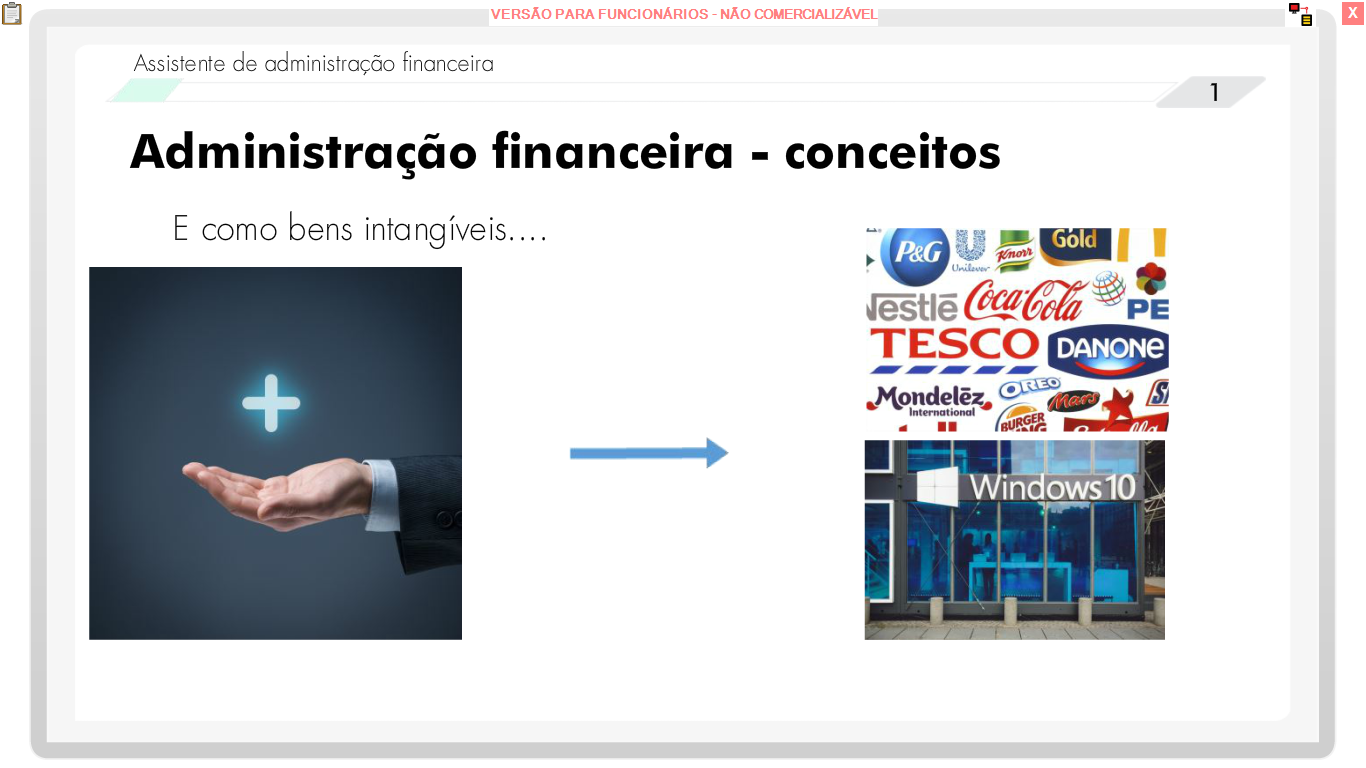 VERSÃO PARA FUNCIONÁRIOS - NÃO COMERCIALIZÁVEL
X
Assistente de administração financeira
1
Administração financeira - conceitos
E como bens intangíveis....
P&G
Unilever
Knorr
Gold
Nestlé
Coca-Cola
PE
TESCO
DANONE
Mondelēz
International
OREO
Mars
BURGER
KING
Windows 10